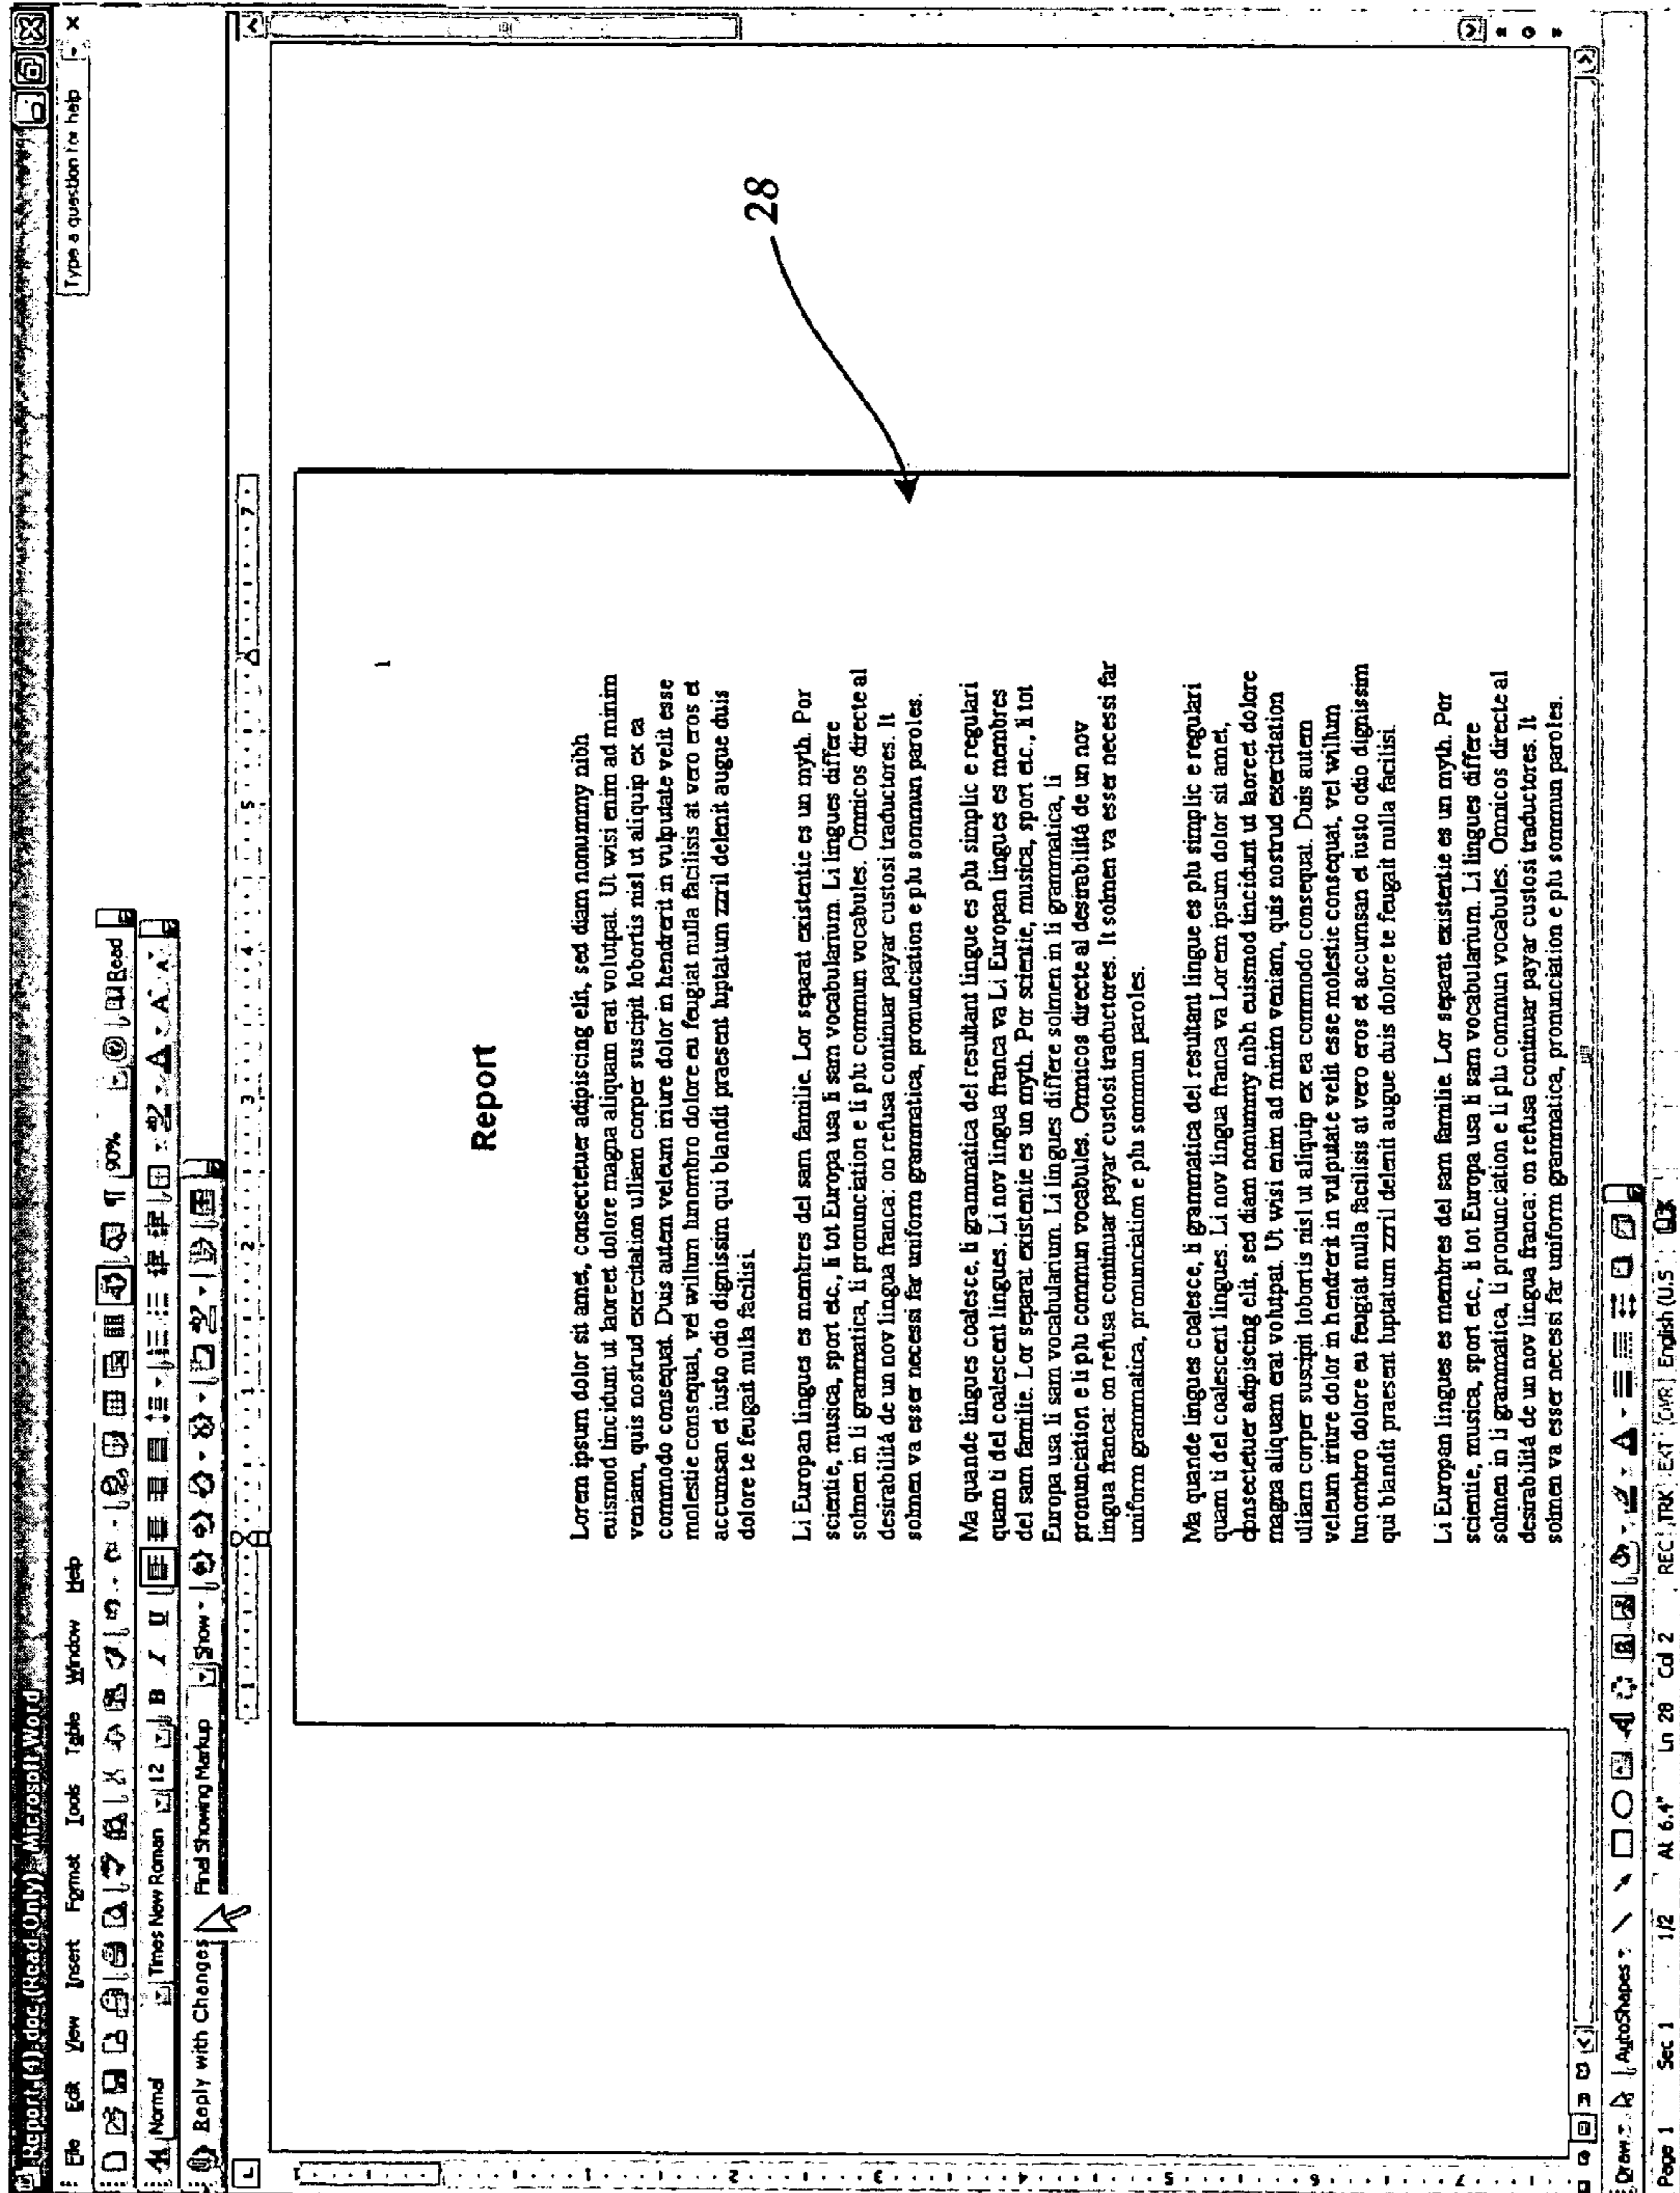 Report (4).doc (Read-Only) - Microsoft Word
File Edit View Insert Format Tools Table Window Help
Type a question for help
90% Read
Normal Times New Roman 12 B I U
Reply with Changes Final Showing Markup Show
1 1 2 3 4 5 7
1
Report
Lorem ipsum dolor sit amet, consectetuer adipiscing elit, sed diam nonummy nibh
euismod tincidunt ut laoreet dolore magna aliquam erat volutpat. Ut wisi enim ad minim
veniam, quis nostrud exercitation ulliam corper suscipit lobortis nisl ut aliquip ex ea
commodo consequat. Duis autem veleum iriure dolor in hendrerit in vulputate velit esse
molestie consequat, vel willum lunombro dolore eu feugiat nulla facilisis at vero eros et
accumsan et iusto odio dignissim qui blandit praesent luptatum zzril delenit augue duis
dolore te feugait nulla facilisi.
Li Europan lingues es membres del sam familie. Lor separat existentie es un myth. Por
scientie, musica, sport etc., li tot Europa usa li sam vocabularium. Li lingues differe
solmen in li grammatica, li pronunciation e li plu commun vocabules. Omnicos directe al
desirabilitá de un nov lingua franca: on refusa continuar payar custosi traductores. It
solmen va esser necessi far uniform grammatica, pronunciation e plu sommun paroles.
Ma quande lingues coalesce, li grammatica del resultant lingue es plu simplic e regulari
quam ti del coalescent lingues. Li nov lingua franca va Li Europan lingues es membres
del sam familie. Lor separat existentie es un myth. Por scientie, musica, sport etc., li tot
Europa usa li sam vocabularium. Li lingues differe solmen in li grammatica, li
pronunciation e li plu commun vocabules. Omnicos directe al desirabilitá de un nov
lingua franca: on refusa continuar payar custosi traductores. It solmen va esser necessi far
uniform grammatica, pronunciation e plu sommun paroles.
Ma quande lingues coalesce, li grammatica del resultant lingue es plu simplic e regulari
quam ti del coalescent lingues. Li nov lingua franca va Lorem ipsum dolor sit amet,
consectetuer adipiscing elit, sed diam nonummy nibh euismod tincidunt ut laoreet dolore
magna aliquam erat volutpat. Ut wisi enim ad minim veniam, quis nostrud exercitation
ulliam corper suscipit lobortis nisl ut aliquip ex ea commodo consequat. Duis autem
veleum iriure dolor in hendrerit in vulputate velit esse molestie consequat, vel willum
lunombro dolore eu feugiat nulla facilisis at vero eros et accumsan et iusto odio dignissim
qui blandit praesent luptatum zzril delenit augue duis dolore te feugait nulla facilisi.
Li Europan lingues es membres del sam familie. Lor separat existentie es un myth. Por
scientie, musica, sport etc., li tot Europa usa li sam vocabularium. Li lingues differe
solmen in li grammatica, li pronunciation e li plu commun vocabules. Omnicos directe al
desirabilitá de un nov lingua franca: on refusa continuar payar custosi traductores. It
solmen va esser necessi far uniform grammatica, pronunciation e plu sommun paroles.
28
Draw AutoShapes
Page 1 Sec 1 1/2 At 6.4" Ln 28 Col 2 REC TRK EXT OVR English (U.S